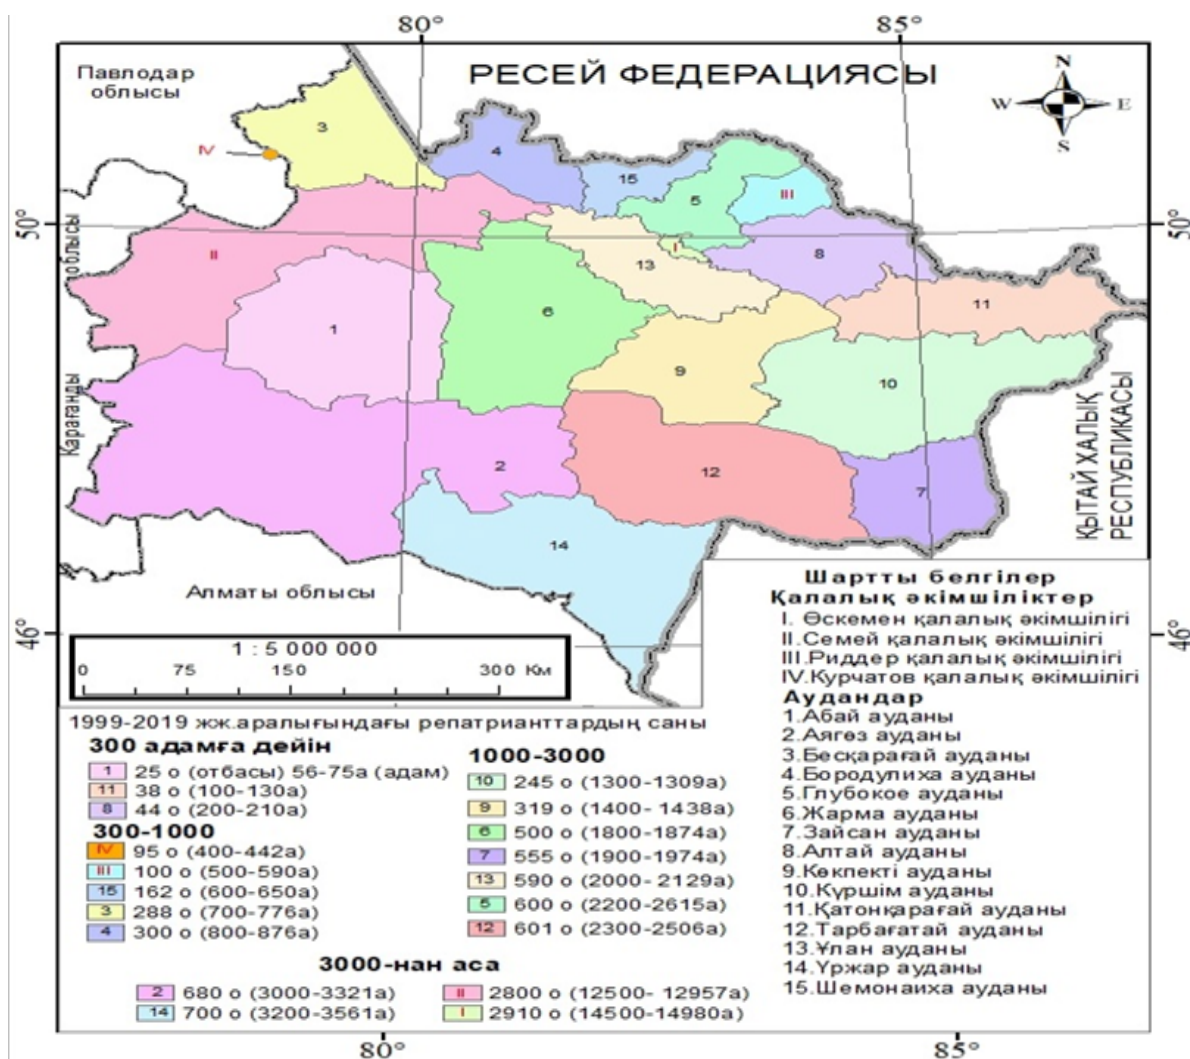 80°
85°
Павлодар
облысы
РЕСЕЙ ФЕДЕРАЦИЯСЫ
N
W
E
S
3
IV
4
15
5
III
50°
50°
II
I
8
13
облысы
11
6
1
9
10
Қарағанды
ҚЫТАЙ ХАЛЫҚ
РЕСПУБЛИКАСЫ
2
12
7
14
Алматы облысы
46°
46°
1 : 5 000 000
0 75 150 300 Км
Шартты белгілер
Қалалық әкімшіліктер
I. Өскемен қалалық әкімшілігі
II.Семей қалалық әкімшілігі
III.Риддер қалалық әкімшілігі
IV.Курчатов қалалық әкімшілігі
Аудандар
1.Абай ауданы
2.Аягөз ауданы
3.Бесқарағай ауданы
4.Бородулиха ауданы
5.Глубокое ауданы
6.Жарма ауданы
7.Зайсан ауданы
8.Алтай ауданы
9.Көкпекті ауданы
10.Күршім ауданы
11.Қатонқарағай ауданы
12.Тарбағатай ауданы
13.Ұлан ауданы
14.Үржар ауданы
15.Шемонаиха ауданы
1999-2019 жж.аралығындағы репатрианттардың саны
300 адамға дейін
1 25 о (отбасы) 56-75а (адам)
11 38 о (100-130а)
8 44 о (200-210а)
300-1000
IV 95 о (400-442а)
III 100 о (500-590а)
15 162 о (600-650а)
3 288 о (700-776а)
4 300 о (800-876а)
1000-3000
10 245 о (1300-1309а)
9 319 о (1400- 1438а)
6 500 о (1800-1874а)
7 555 о (1900-1974а)
13 590 о (2000- 2129а)
5 600 о (2200-2615а)
12 601 о (2300-2506а)
3000-нан аса
2 680 о (3000-3321а)
14 700 о (3200-3561а)
II 2800 о (12500- 12957а)
I 2910 о (14500-14980а)
80°
85°